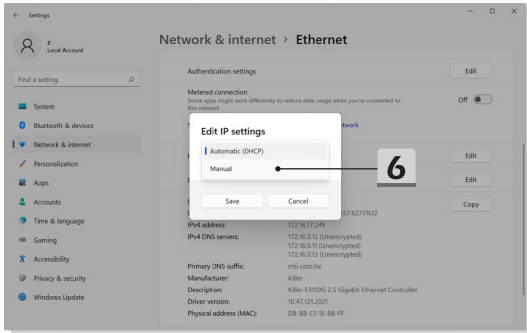 Settings
z
Local Account
Find a setting
System
Bluetooth & devices
Network & internet
Personalization
Apps
Accounts
Time & language
Gaming
Accessibility
Privacy & security
Windows Update
Network & internet > Ethernet
Authentication settings
Edit
Metered connection
Some apps might work differently to reduce data usage when you're connected to
this network
Off
Edit IP settings
Automatic (DHCP)
Manual
6
Save
Cancel
Edit
Edit
Copy
IPv4 address: 172.16.17.249
IPv4 DNS servers: 172.16.0.12 (Unencrypted)
172.16.0.11 (Unencrypted)
172.16.0.13 (Unencrypted)
Primary DNS suffix: msi.com.tw
Manufacturer: Killer
Description: Killer E3100G 2.5 Gigabit Ethernet Controller
Driver version: 10.47.121.2021
Physical address (MAC): D8-BB-C1-1E-8B-FF